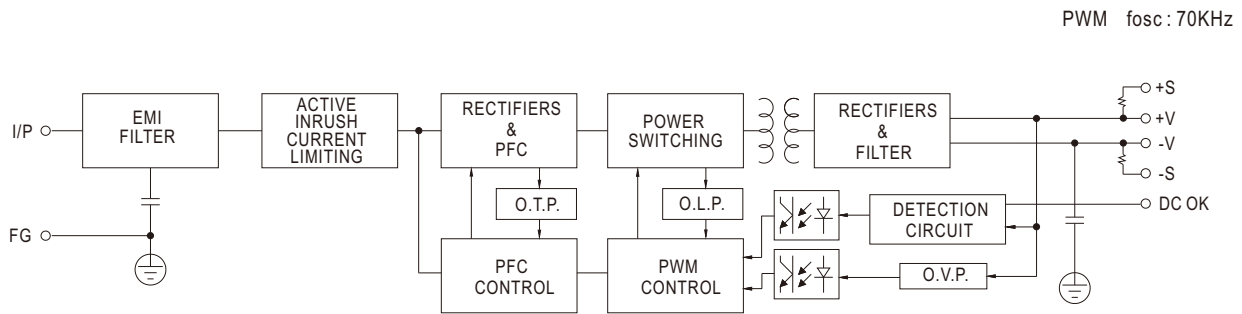 PWM fosc : 70KHz
I/P
EMI
FILTER
ACTIVE
INRUSH
CURRENT
LIMITING
RECTIFIERS
&
PFC
POWER
SWITCHING
RECTIFIERS
&
FILTER
+S
+V
-V
-S
DC OK
FG
O.T.P.
O.L.P.
DETECTION
CIRCUIT
PFC
CONTROL
PWM
CONTROL
O.V.P.